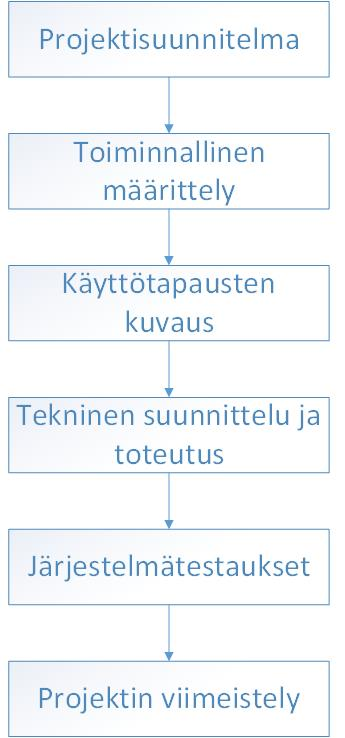 Projektisuunnitelma
Toiminnallinen
määrittely
Käyttötapausten
kuvaus
Tekninen suunnittelu ja
toteutus
Järjestelmätestaukset
Projektin viimeistely